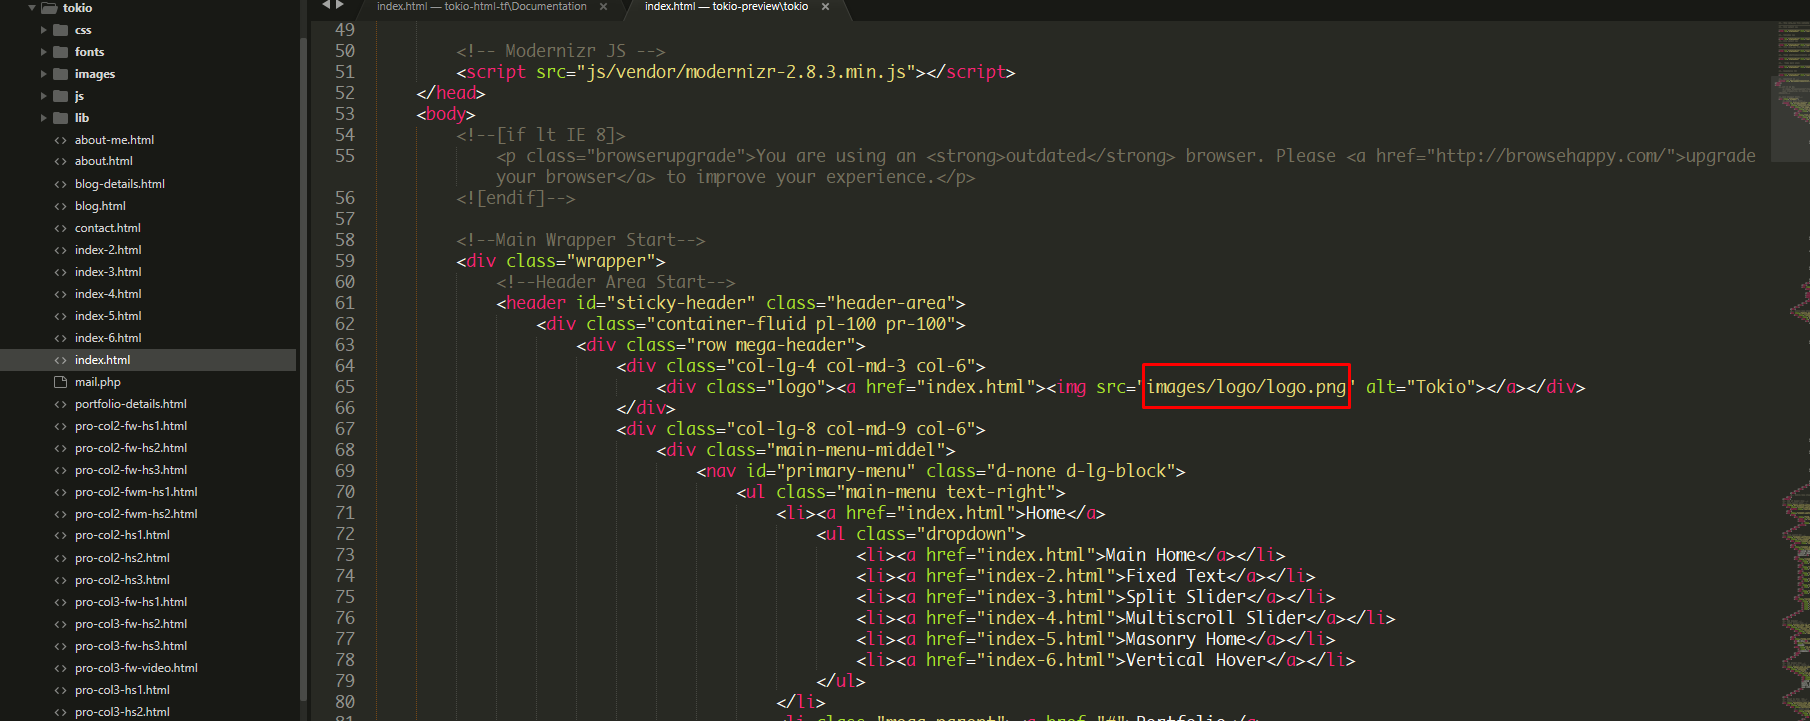 tokio
css
fonts
images
js
lib
about-me.html
about.html
blog-details.html
blog.html
contact.html
index-2.html
index-3.html
index-4.html
index-5.html
index-6.html
index.html
mail.php
portfolio-details.html
pro-col2-fw-hs1.html
pro-col2-fw-hs2.html
pro-col2-fw-hs3.html
pro-col2-fwm-hs1.html
pro-col2-fwm-hs2.html
pro-col2-hs1.html
pro-col2-hs2.html
pro-col2-hs3.html
pro-col3-fw-hs1.html
pro-col3-fw-hs2.html
pro-col3-fw-hs3.html
pro-col3-fw-video.html
pro-col3-hs1.html
pro-col3-hs2.html
index.html — tokio-html-tf\Documentation × index.html — tokio-preview\tokio ×
49
50 <!-- Modernizr JS -->
51 <script src="js/vendor/modernizr-2.8.3.min.js"></script>
52 </head>
53 <body>
54 <!--[if lt IE 8]>
55 <p class="browserupgrade">You are using an <strong>outdated</strong> browser. Please <a href="http://browsehappy.com/">upgrade
your browser</a> to improve your experience.</p>
56 <![endif]-->
57
58 <!--Main Wrapper Start-->
59 <div class="wrapper">
60 <!--Header Area Start-->
61 <header id="sticky-header" class="header-area">
62 <div class="container-fluid pl-100 pr-100">
63 <div class="row mega-header">
64 <div class="col-lg-4 col-md-3 col-6">
65 <div class="logo"><a href="index.html"><img src="images/logo/logo.png" alt="Tokio"></a></div>
66 </div>
67 <div class="col-lg-8 col-md-9 col-6">
68 <div class="main-menu-middel">
69 <nav id="primary-menu" class="d-none d-lg-block">
70 <ul class="main-menu text-right">
71 <li><a href="index.html">Home</a>
72 <ul class="dropdown">
73 <li><a href="index.html">Main Home</a></li>
74 <li><a href="index-2.html">Fixed Text</a></li>
75 <li><a href="index-3.html">Split Slider</a></li>
76 <li><a href="index-4.html">Multiscroll Slider</a></li>
77 <li><a href="index-5.html">Masonry Home</a></li>
78 <li><a href="index-6.html">Vertical Hover</a></li>
79 </ul>
80 </li>
81 <li class="mega-parent"><a href="#">Portfolio</a>